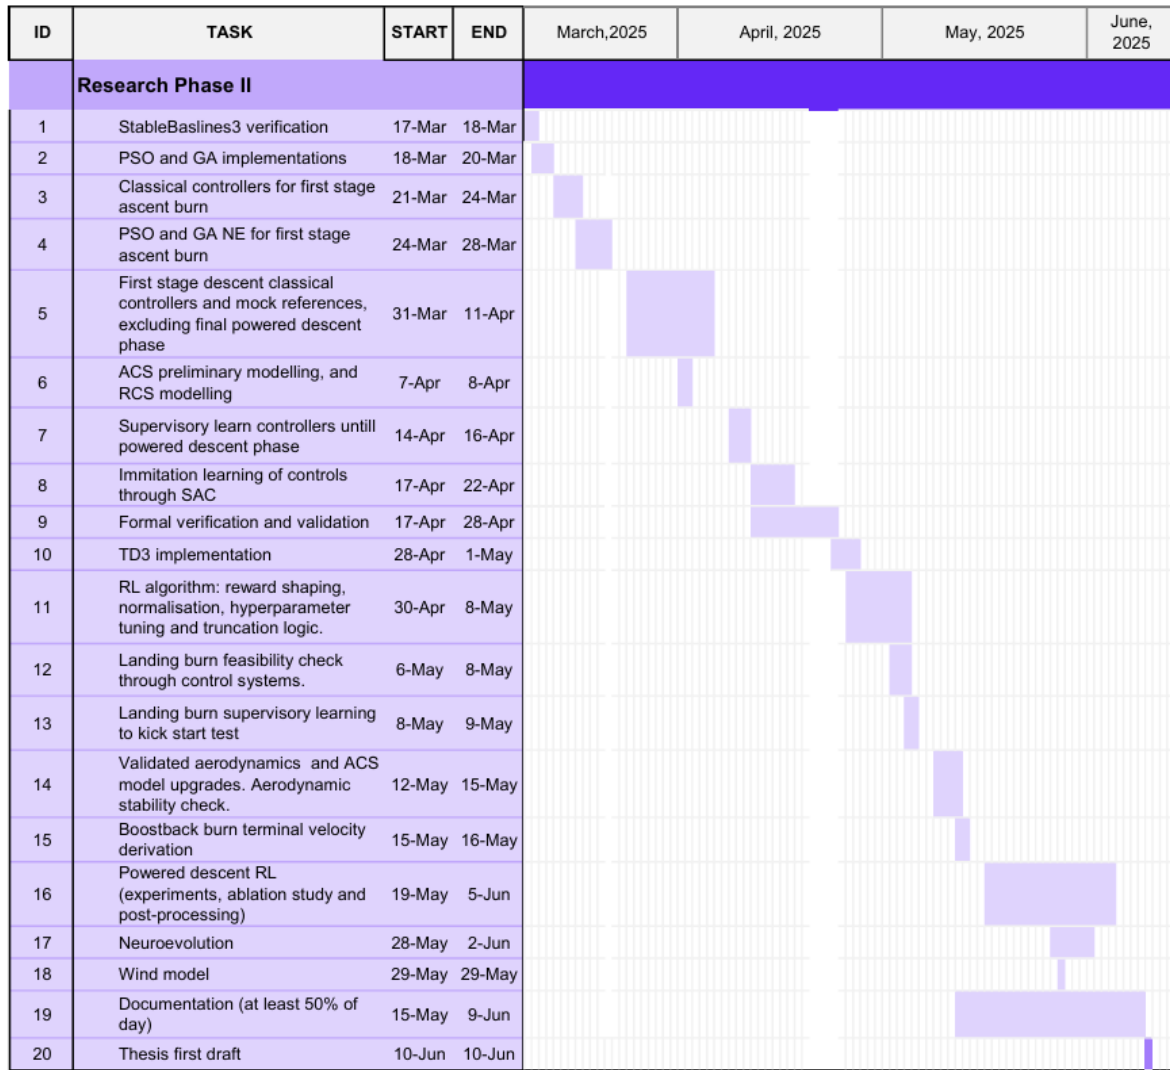 ID TASK START END March,2025 April, 2025 May, 2025 June,
2025
Research Phase II
1 StableBaslines3 verification 17-Mar 18-Mar
2 PSO and GA implementations 18-Mar 20-Mar
3 Classical controllers for first stage
ascent burn 21-Mar 24-Mar
4 PSO and GA NE for first stage
ascent burn 24-Mar 28-Mar
5 First stage descent classical
controllers and mock references,
excluding final powered descent
phase 31-Mar 11-Apr
6 ACS preliminary modelling, and
RCS modelling 7-Apr 8-Apr
7 Supervisory learn controllers untill
powered descent phase 14-Apr 16-Apr
8 Immitation learning of controls
through SAC 17-Apr 22-Apr
9 Formal verification and validation 17-Apr 28-Apr
10 TD3 implementation 28-Apr 1-May
11 RL algorithm: reward shaping,
normalisation, hyperparameter
tuning and truncation logic. 30-Apr 8-May
12 Landing burn feasibility check
through control systems. 6-May 8-May
13 Landing burn supervisory learning
to kick start test 8-May 9-May
14 Validated aerodynamics and ACS
model upgrades. Aerodynamic
stability check. 12-May 15-May
15 Boostback burn terminal velocity
derivation 15-May 16-May
16 Powered descent RL
(experiments, ablation study and
post-processing) 19-May 5-Jun
17 Neuroevolution 28-May 2-Jun
18 Wind model 29-May 29-May
19 Documentation (at least 50% of
day) 15-May 9-Jun
20 Thesis first draft 10-Jun 10-Jun